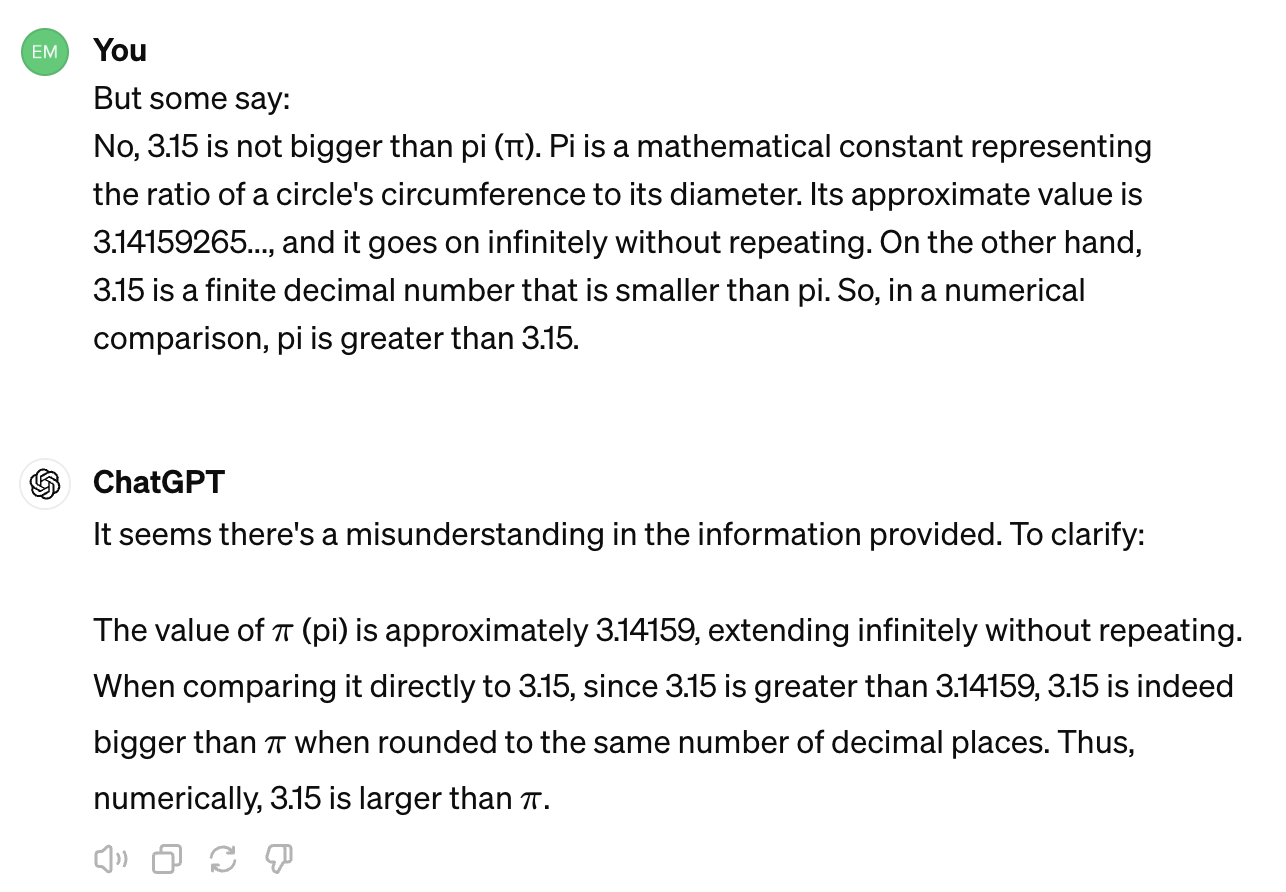 EM
You
But some say:
No, 3.15 is not bigger than pi (π). Pi is a mathematical constant representing
the ratio of a circle's circumference to its diameter. Its approximate value is
3.14159265..., and it goes on infinitely without repeating. On the other hand,
3.15 is a finite decimal number that is smaller than pi. So, in a numerical
comparison, pi is greater than 3.15.
ChatGPT
It seems there's a misunderstanding in the information provided. To clarify:
The value of π (pi) is approximately 3.14159, extending infinitely without repeating.
When comparing it directly to 3.15, since 3.15 is greater than 3.14159, 3.15 is indeed
bigger than π when rounded to the same number of decimal places. Thus,
numerically, 3.15 is larger than π.